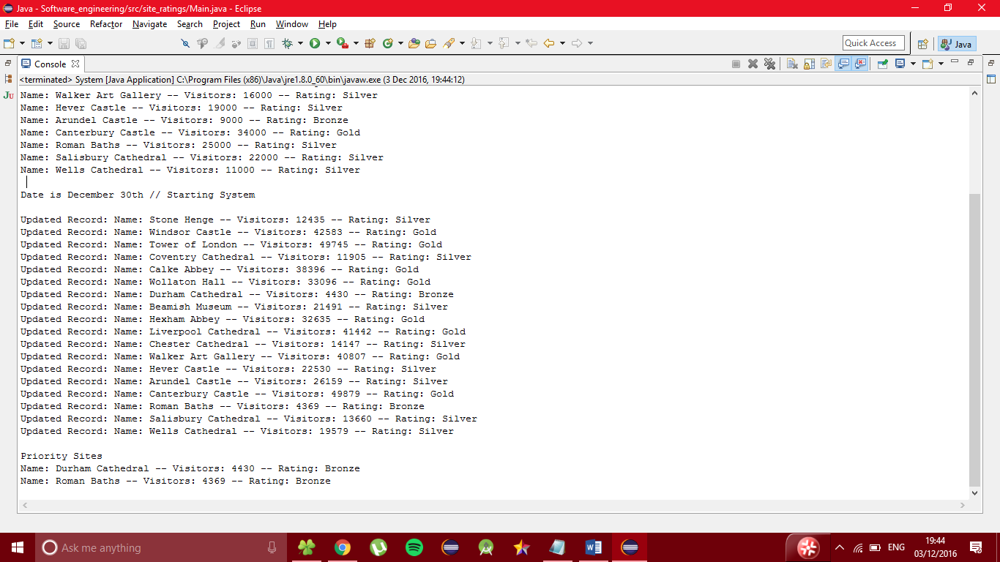 Java - Software_engineering/src/site_ratings/Main.java - Eclipse
File Edit Source Refactor Navigate Search Project Run Window Help
Quick Access
Java
Console
<terminated> System [Java Application] C:\Program Files (x86)\Java\jre1.8.0_60\bin\javaw.exe (3 Dec 2016, 19:44:12)
Ju
Name: Walker Art Gallery -- Visitors: 16000 -- Rating: Silver
Name: Hever Castle -- Visitors: 19000 -- Rating: Silver
Name: Arundel Castle -- Visitors: 9000 -- Rating: Bronze
Name: Canterbury Castle -- Visitors: 34000 -- Rating: Gold
Name: Roman Baths -- Visitors: 25000 -- Rating: Silver
Name: Salisbury Cathedral -- Visitors: 22000 -- Rating: Silver
Name: Wells Cathedral -- Visitors: 11000 -- Rating: Silver
Date is December 30th // Starting System
Updated Record: Name: Stone Henge -- Visitors: 12435 -- Rating: Silver
Updated Record: Name: Windsor Castle -- Visitors: 42583 -- Rating: Gold
Updated Record: Name: Tower of London -- Visitors: 49745 -- Rating: Gold
Updated Record: Name: Coventry Cathedral -- Visitors: 11905 -- Rating: Silver
Updated Record: Name: Calke Abbey -- Visitors: 38396 -- Rating: Gold
Updated Record: Name: Wollaton Hall -- Visitors: 33096 -- Rating: Gold
Updated Record: Name: Durham Cathedral -- Visitors: 4430 -- Rating: Bronze
Updated Record: Name: Beamish Museum -- Visitors: 21491 -- Rating: Silver
Updated Record: Name: Hexham Abbey -- Visitors: 32635 -- Rating: Gold
Updated Record: Name: Liverpool Cathedral -- Visitors: 41442 -- Rating: Gold
Updated Record: Name: Chester Cathedral -- Visitors: 14147 -- Rating: Silver
Updated Record: Name: Walker Art Gallery -- Visitors: 40807 -- Rating: Gold
Updated Record: Name: Hever Castle -- Visitors: 22530 -- Rating: Silver
Updated Record: Name: Arundel Castle -- Visitors: 26159 -- Rating: Silver
Updated Record: Name: Canterbury Castle -- Visitors: 49879 -- Rating: Gold
Updated Record: Name: Roman Baths -- Visitors: 4369 -- Rating: Bronze
Updated Record: Name: Salisbury Cathedral -- Visitors: 13660 -- Rating: Silver
Updated Record: Name: Wells Cathedral -- Visitors: 19579 -- Rating: Silver
Priority Sites
Name: Durham Cathedral -- Visitors: 4430 -- Rating: Bronze
Name: Roman Baths -- Visitors: 4369 -- Rating: Bronze
Ask me anything
ENG
19:44
03/12/2016